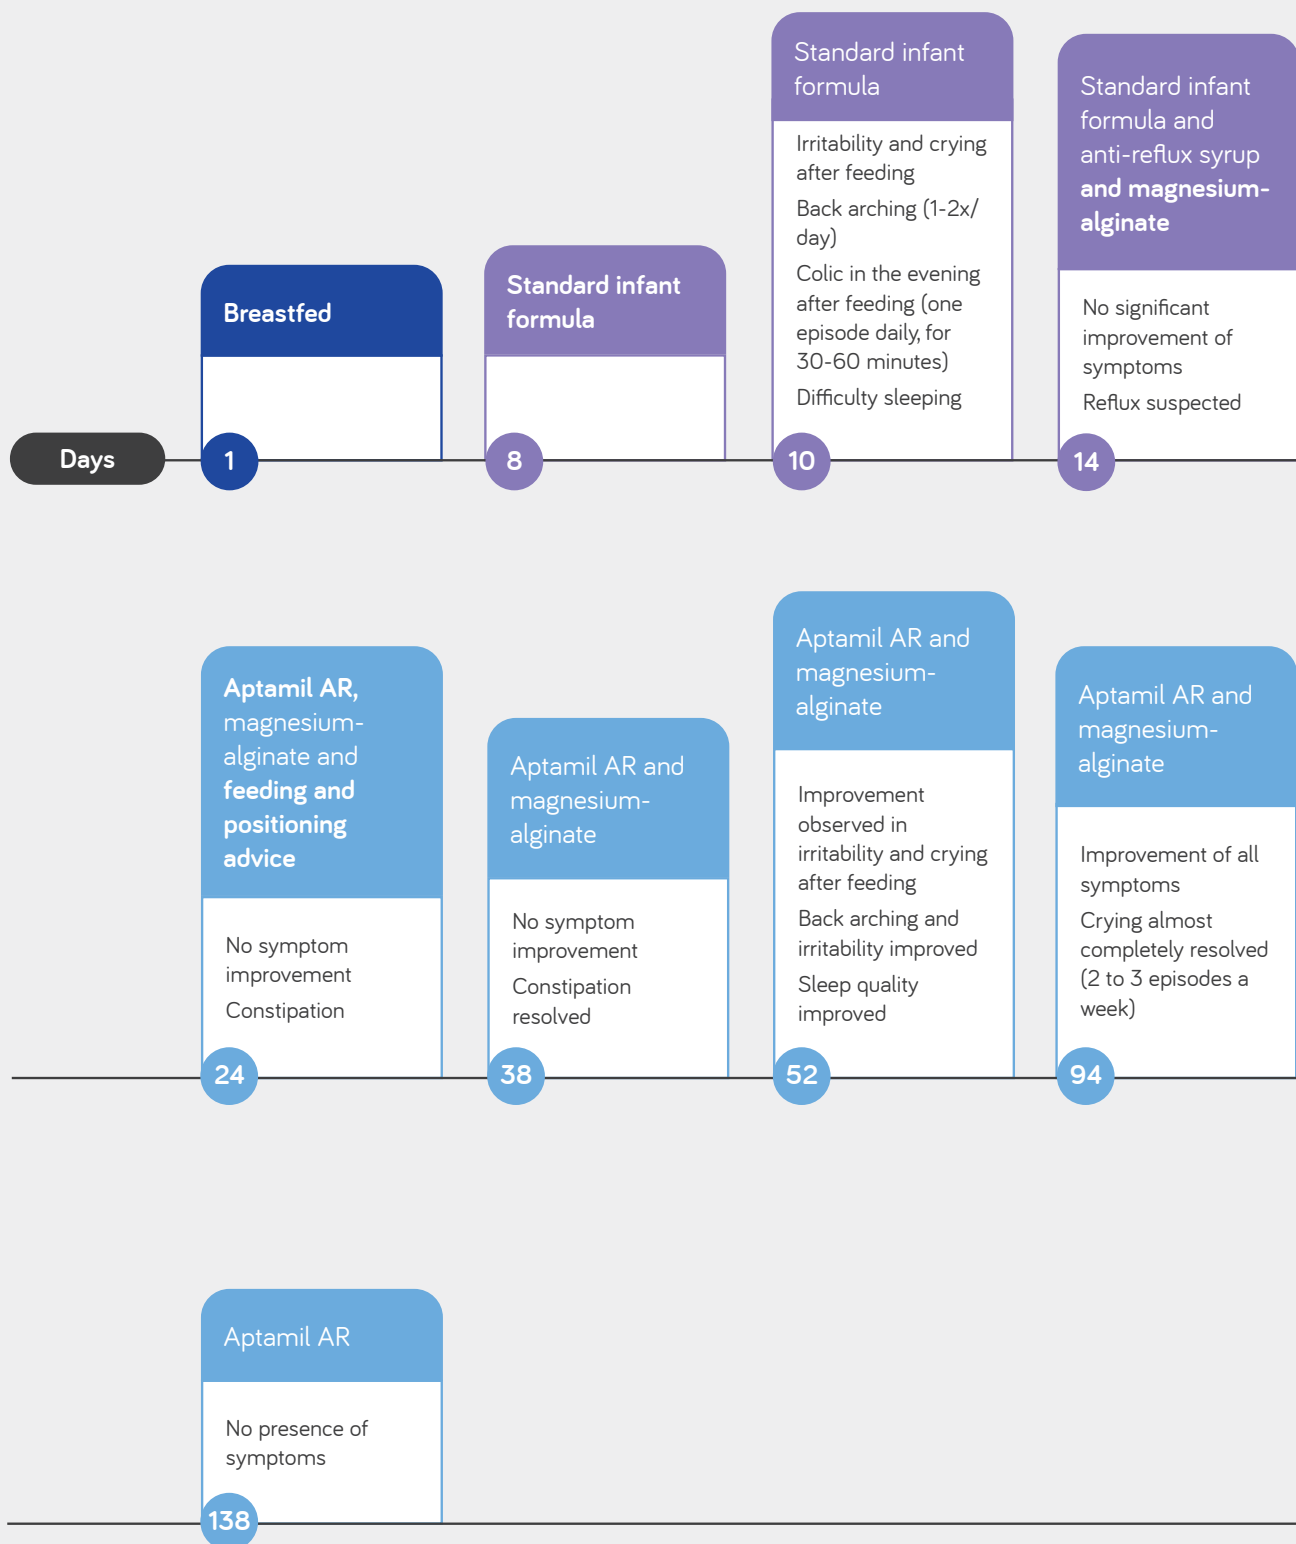 Days
Breastfed
1
Standard infant
formula
8
Standard infant
formula
Irritability and crying
after feeding
Back arching (1-2x/
day)
Colic in the evening
after feeding (one
episode daily, for
30-60 minutes)
Difficulty sleeping
10
Standard infant
formula and
anti-reflux syrup
and magnesium-
alginate
No significant
improvement of
symptoms
Reflux suspected
14
Aptamil AR,
magnesium-
alginate and
feeding and
positioning
advice
No symptom
improvement
Constipation
24
Aptamil AR and
magnesium-
alginate
No symptom
improvement
Constipation
resolved
38
Aptamil AR and
magnesium-
alginate
Improvement
observed in
irritability and crying
after feeding
Back arching and
irritability improved
Sleep quality
improved
52
Aptamil AR and
magnesium-
alginate
Improvement of all
symptoms
Crying almost
completely resolved
(2 to 3 episodes a
week)
94
Aptamil AR
No presence of
symptoms
138